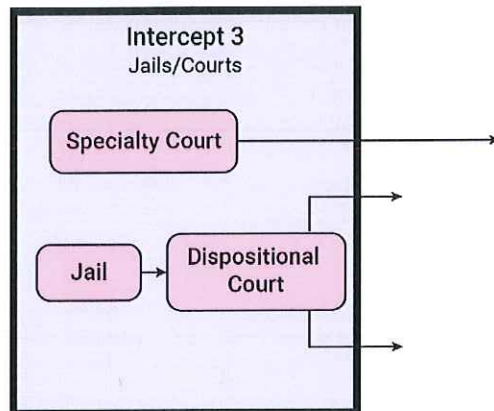 Intercept 3
Jails/Courts
Specialty Court
Jail
Dispositional
Court